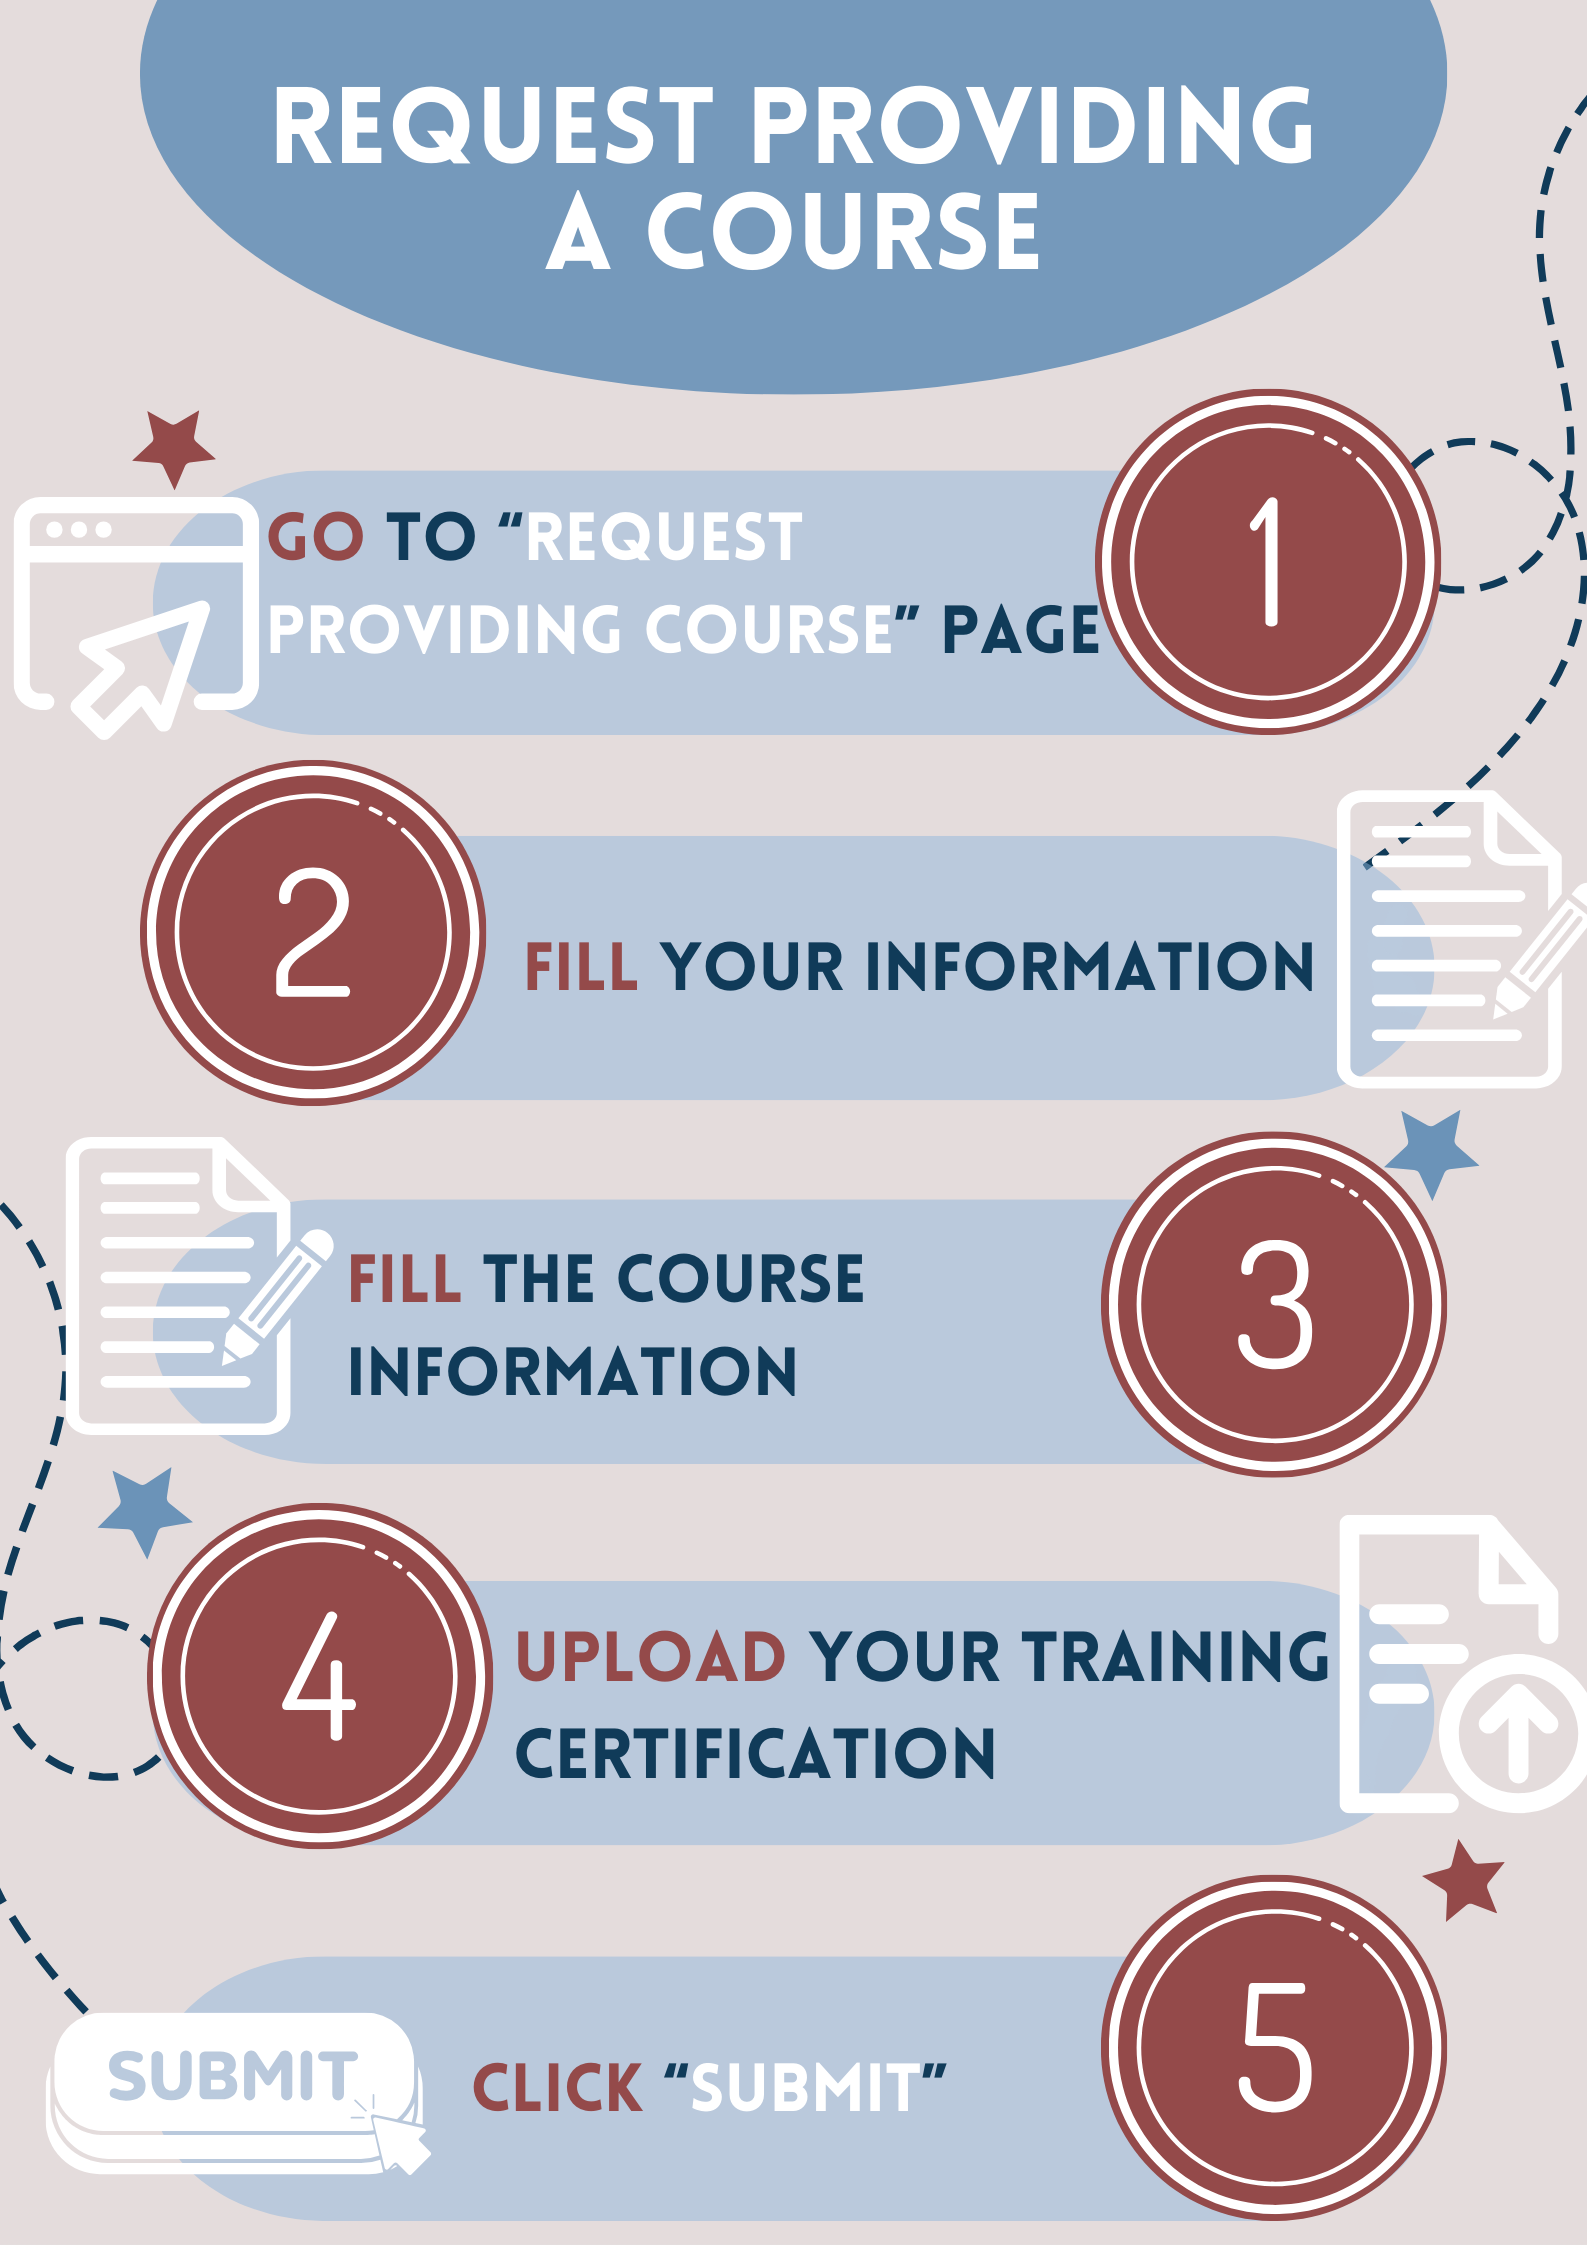 REQUEST PROVIDING
A COURSE
1
GO TO “REQUEST
PROVIDING COURSE” PAGE
2
FILL YOUR INFORMATION
3
FILL THE COURSE
INFORMATION
4
UPLOAD YOUR TRAINING
CERTIFICATION
5
SUBMIT
CLICK “SUBMIT”